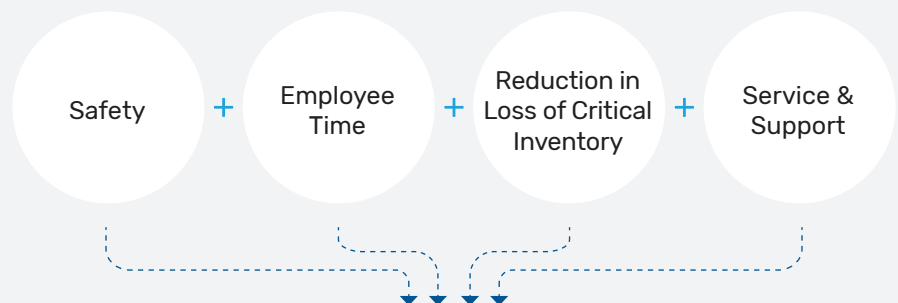 Safety
+
Employee
Time
+
Reduction in
Loss of Critical
Inventory
+
Service &
Support